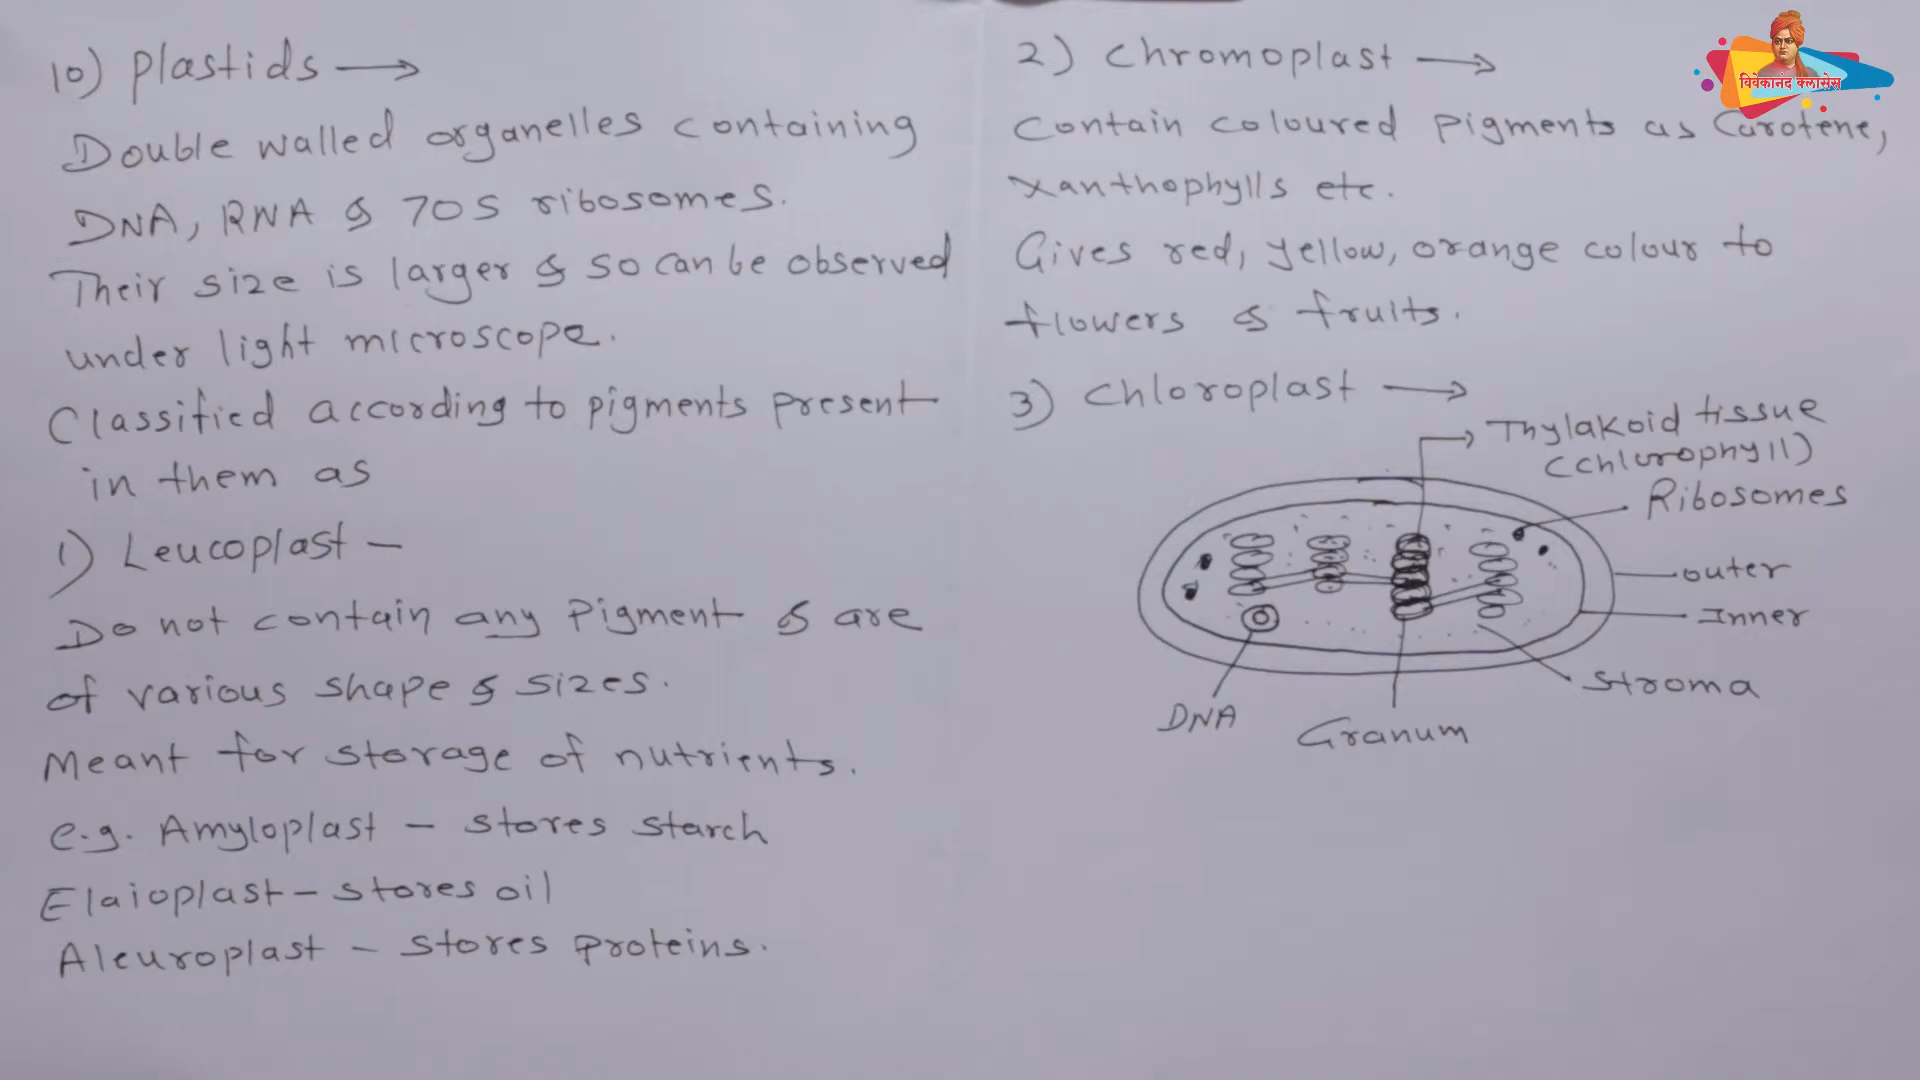 10) Plastids →
Double walled organelles containing
DNA, RNA & 70S ribosomes.
Their size is larger & so can be observed
under light microscope.
Classified according to pigments present
in them as
1) Leucoplast -
Do not contain any Pigment & are
of various shape & sizes.
Meant for storage of nutrients.
e.g. Amyloplast - stores starch
Elaioplast - stores oil
Aleuroplast - stores proteins.
2) Chromoplast →
Contain coloured pigments as Carotene,
Xanthophylls etc.
Gives red, yellow, orange colour to
flowers & fruits.
3) Chloroplast →
Thylakoid tissue
(chlorophyll)
Ribosomes
outer
Inner
Stroma
DNA
Granum
विवेकानंद क्लासेस